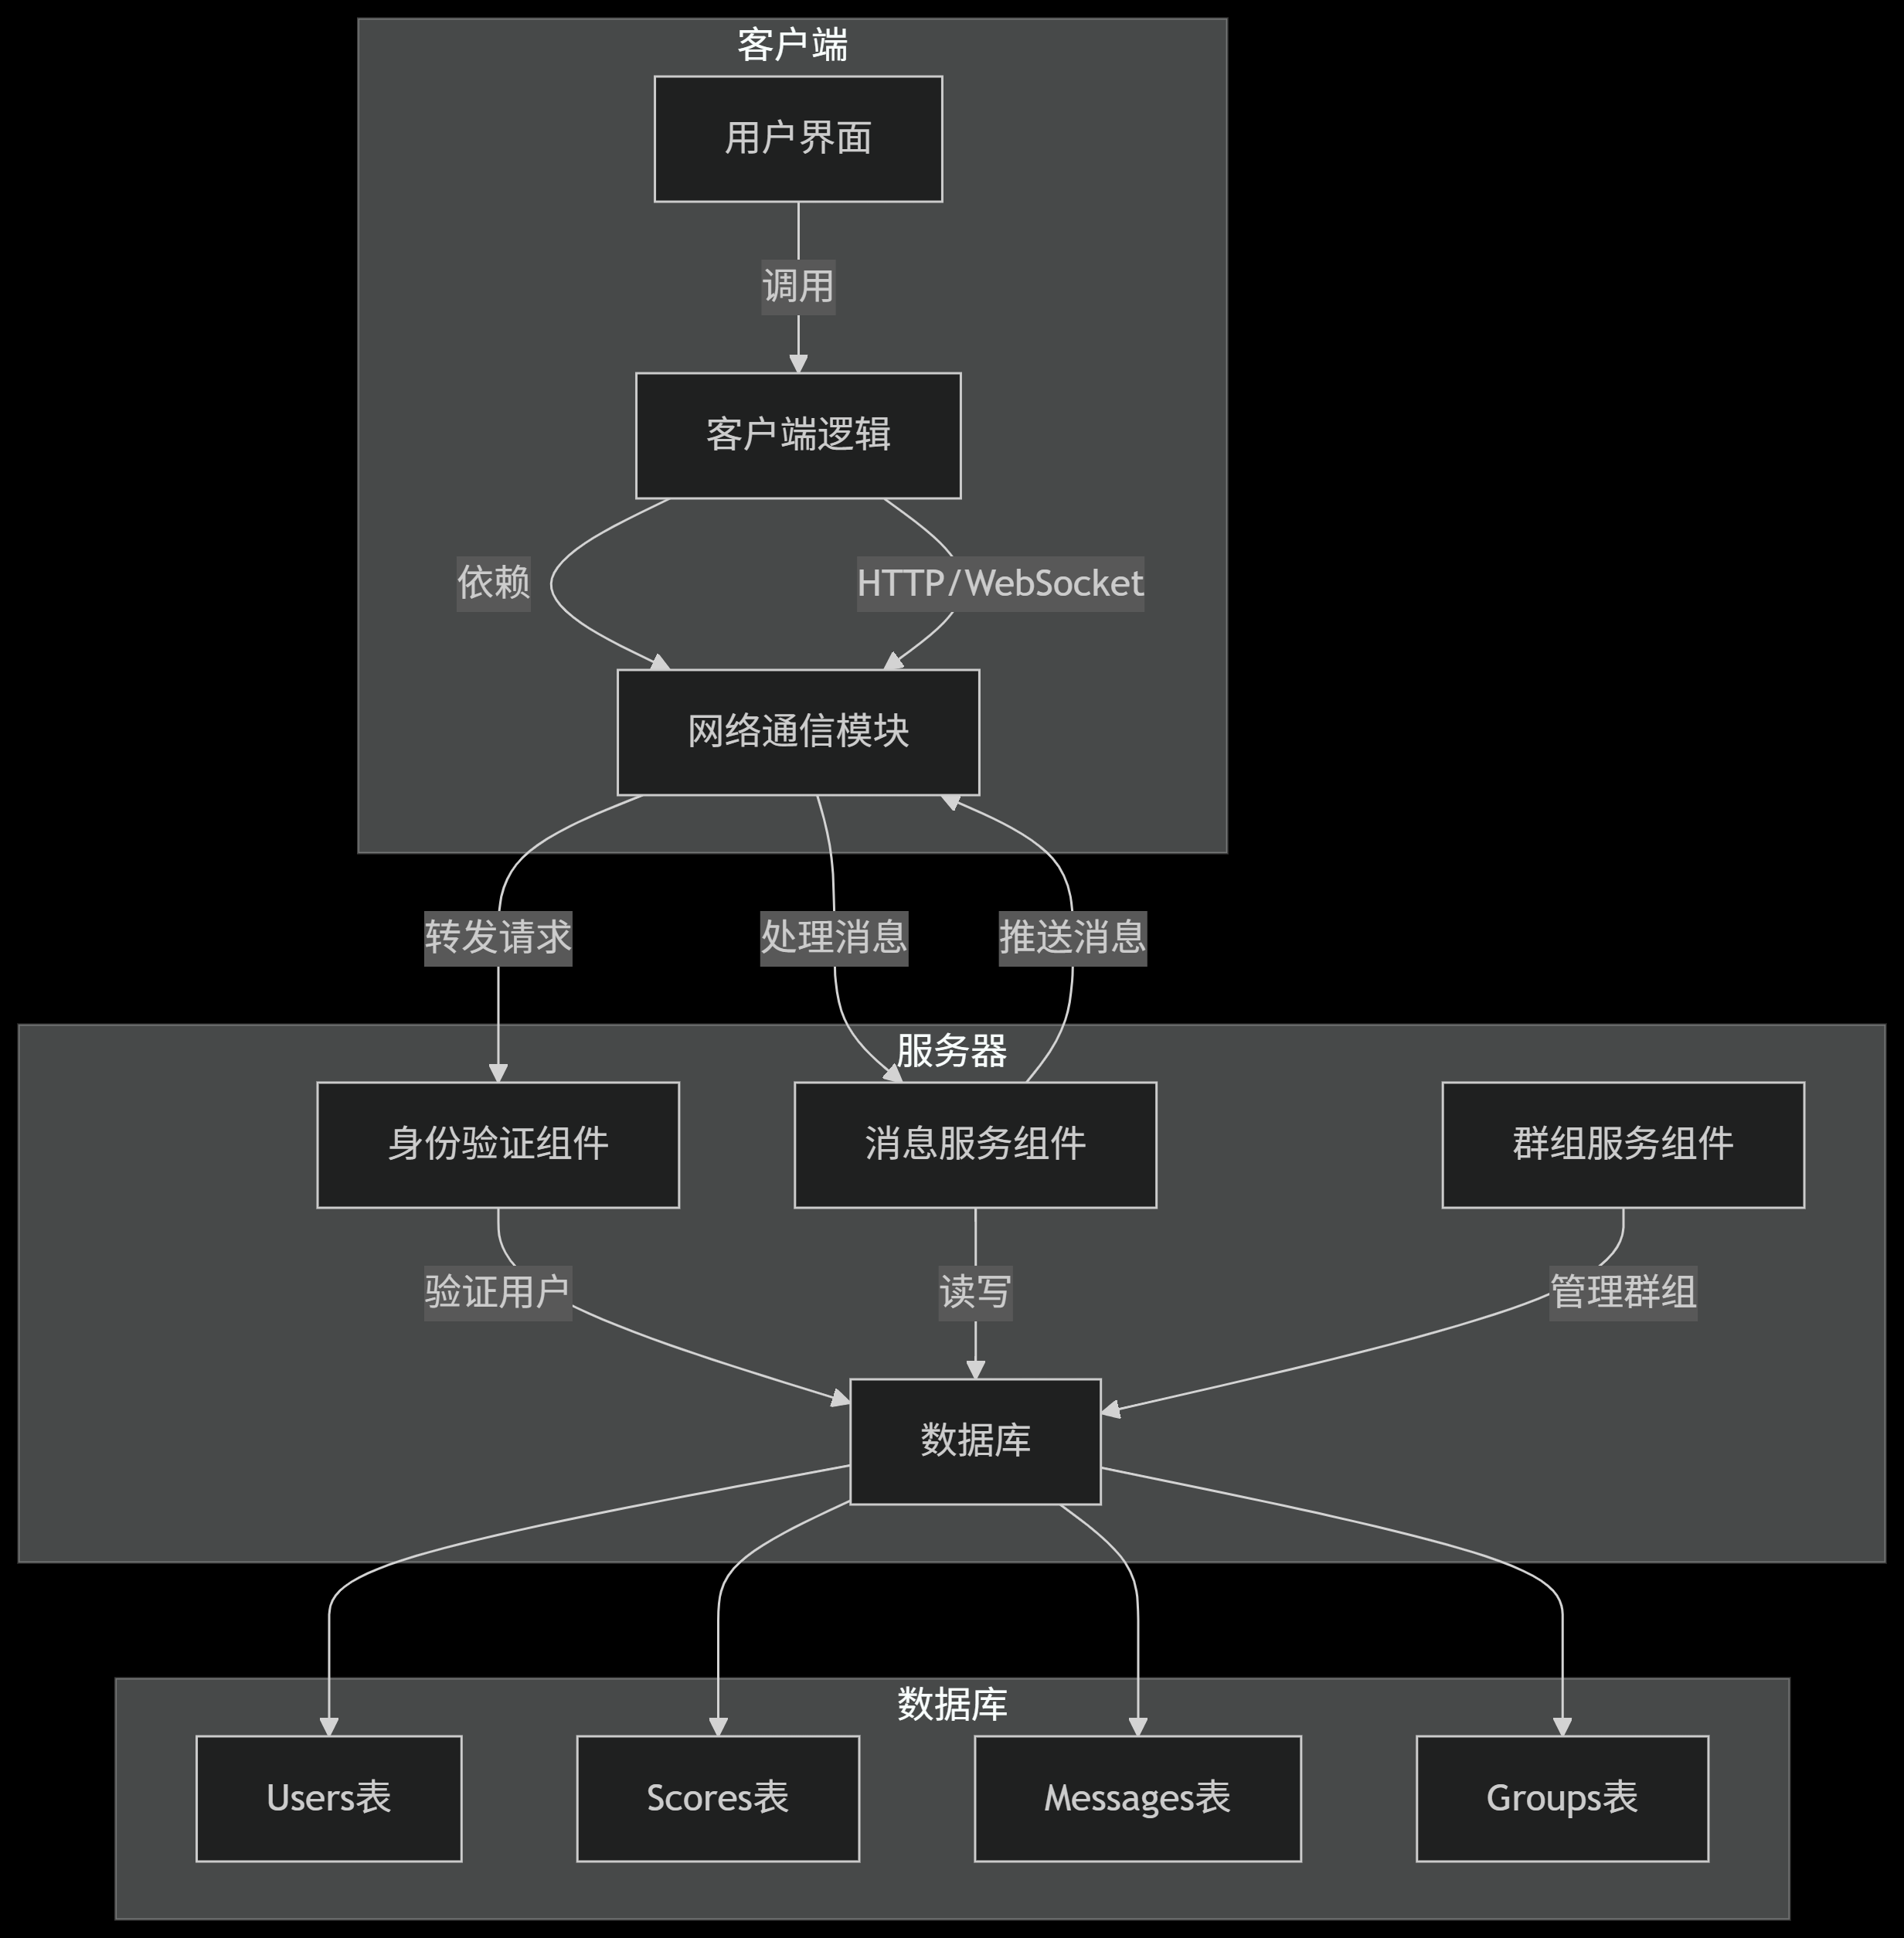 客户端
用户界面
调用
客户端逻辑
依赖
HTTP/WebSocket
网络通信模块
转发请求
处理消息
推送消息
服务器
身份验证组件
消息服务组件
群组服务组件
验证用户
读写
管理群组
数据库
数据库
Users表
Scores表
Messages表
Groups表